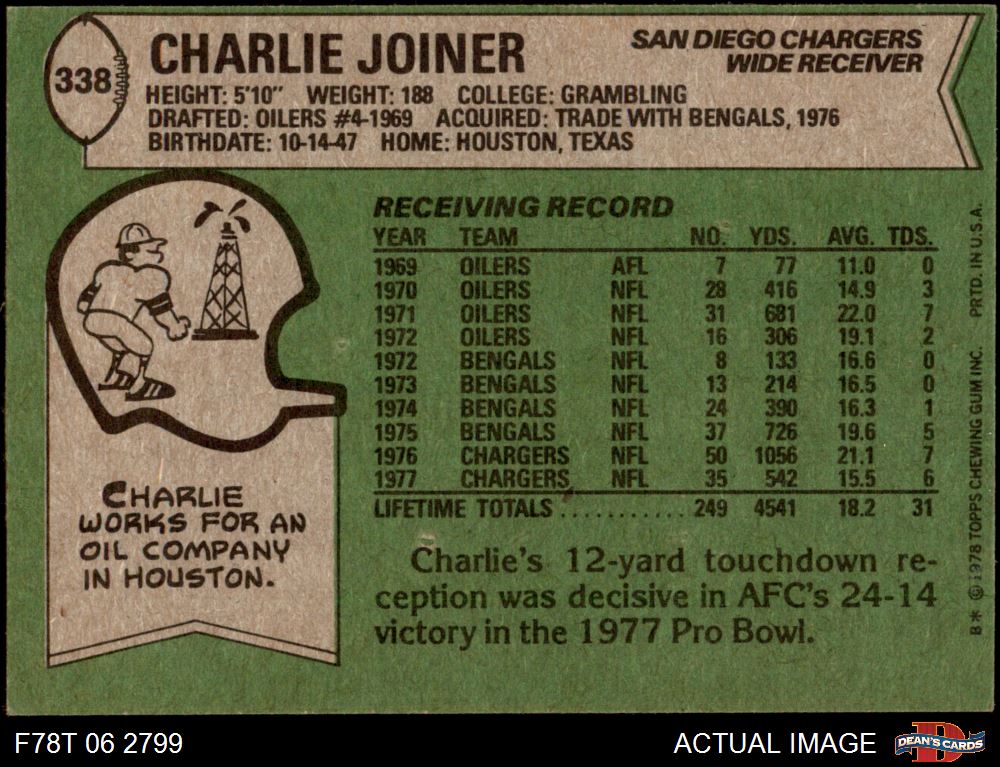 338
CHARLIE JOINER
SAN DIEGO CHARGERS
WIDE RECEIVER
HEIGHT: 5'10" WEIGHT: 188 COLLEGE: GRAMBLING
DRAFTED: OILERS #4-1969 ACQUIRED: TRADE WITH BENGALS, 1976
BIRTHDATE: 10-14-47 HOME: HOUSTON, TEXAS
RECEIVING RECORD
YEAR TEAM NO. YDS. AVG. TDS.
1969 OILERS AFL 7 77 11.0 0
1970 OILERS NFL 28 416 14.9 3
1971 OILERS NFL 31 681 22.0 7
1972 OILERS NFL 16 306 19.1 2
1972 BENGALS NFL 8 133 16.6 0
1973 BENGALS NFL 13 214 16.5 0
1974 BENGALS NFL 24 390 16.3 1
1975 BENGALS NFL 37 726 19.6 5
1976 CHARGERS NFL 50 1056 21.1 7
1977 CHARGERS NFL 35 542 15.5 6
LIFETIME TOTALS ........... 249 4541 18.2 31
CHARLIE
WORKS FOR AN
OIL COMPANY
IN HOUSTON.
Charlie's 12-yard touchdown re-
ception was decisive in AFC's 24-14
victory in the 1977 Pro Bowl.
B* © 1978 TOPPS CHEWING GUM INC. PRTD. IN U.S.A.
F78T 06 2799
ACTUAL IMAGE
D
DEAN'S CARDS